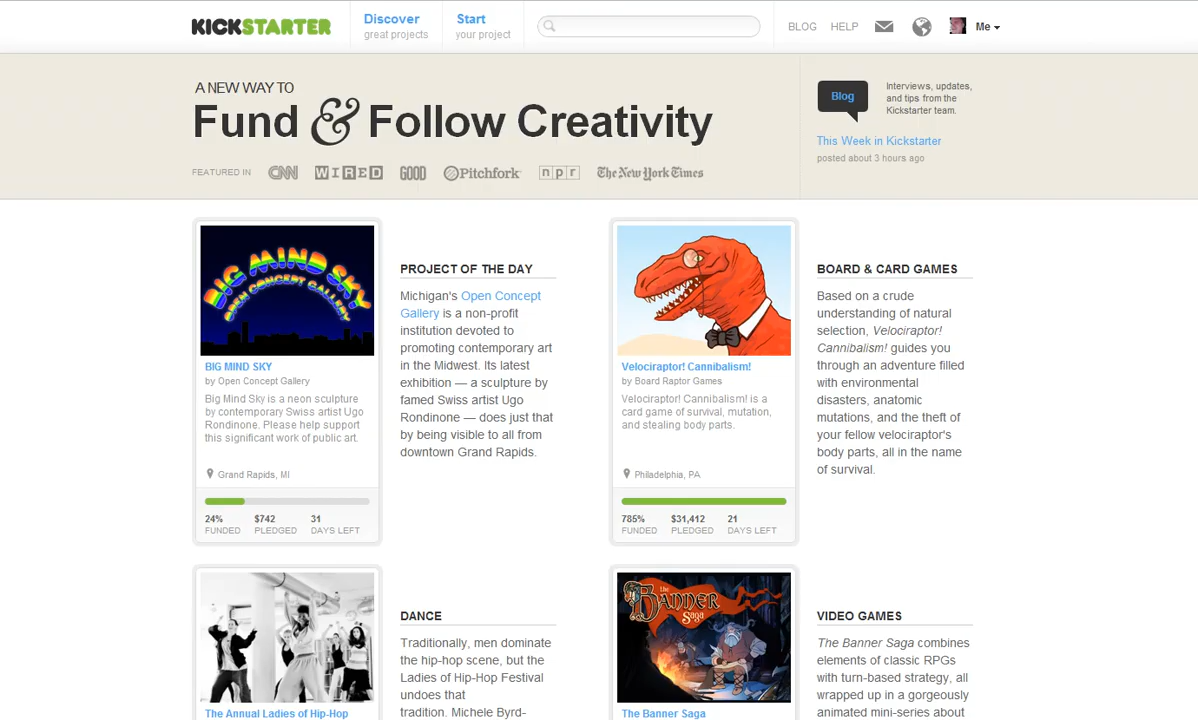 KICKSTARTER
Discover
great projects
Start
your project
BLOG
HELP
Me
A NEW WAY TO
Fund & Follow Creativity
FEATURED IN
CNN
WIRED
GOOD
Pitchfork
npr
The New York Times
Blog
Interviews, updates,
and tips from the
Kickstarter team.
This Week in Kickstarter
posted about 3 hours ago
BIG MIND SKY
OPEN CONCEPT GALLERY
BIG MIND SKY
by Open Concept Gallery
Big Mind Sky is a neon sculpture
by contemporary Swiss artist Ugo
Rondinone. Please help support
this significant work of public art.
Grand Rapids, MI
24%
FUNDED
$742
PLEDGED
31
DAYS LEFT
PROJECT OF THE DAY
Michigan's Open Concept
Gallery is a non-profit
institution devoted to
promoting contemporary art
in the Midwest. Its latest
exhibition — a sculpture by
famed Swiss artist Ugo
Rondinone — does just that
by being visible to all from
downtown Grand Rapids.
Velociraptor! Cannibalism!
by Board Raptor Games
Velociraptor! Cannibalism! is a
card game of survival, mutation,
and stealing body parts.
Philadelphia, PA
785%
FUNDED
$31,412
PLEDGED
21
DAYS LEFT
BOARD & CARD GAMES
Based on a crude
understanding of natural
selection, Velociraptor!
Cannibalism! guides you
through an adventure filled
with environmental
disasters, anatomic
mutations, and the theft of
your fellow velociraptor's
body parts, all in the name
of survival.
The Annual Ladies of Hip-Hop
DANCE
Traditionally, men dominate
the hip-hop scene, but the
Ladies of Hip-Hop Festival
undoes that
tradition. Michele Byrd-
the
Banner
Saga
The Banner Saga
VIDEO GAMES
The Banner Saga combines
elements of classic RPGs
with turn-based strategy, all
wrapped up in a gorgeously
animated mini-series about